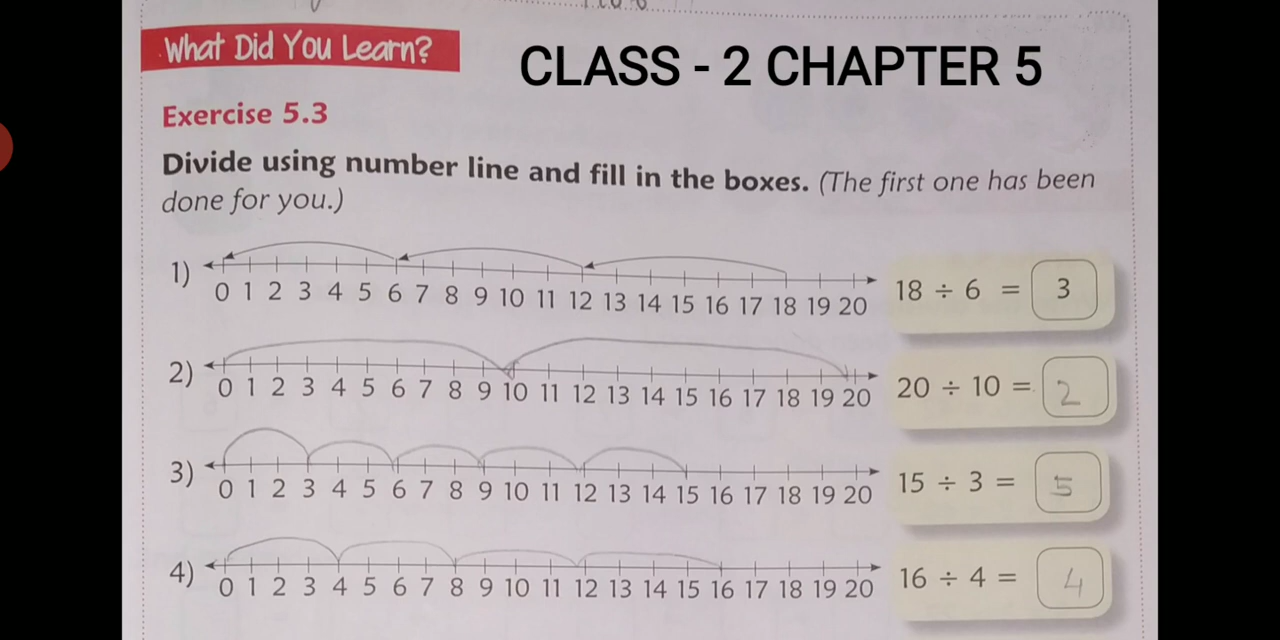 What Did You Learn?
CLASS - 2 CHAPTER 5
Exercise 5.3
Divide using number line and fill in the boxes. (The first one has been
done for you.)
1) 0 1 2 3 4 5 6 7 8 9 10 11 12 13 14 15 16 17 18 19 20 18 ÷ 6 = 3
2) 0 1 2 3 4 5 6 7 8 9 10 11 12 13 14 15 16 17 18 19 20 20 ÷ 10 = 2
3) 0 1 2 3 4 5 6 7 8 9 10 11 12 13 14 15 16 17 18 19 20 15 ÷ 3 = 5
4) 0 1 2 3 4 5 6 7 8 9 10 11 12 13 14 15 16 17 18 19 20 16 ÷ 4 = 4